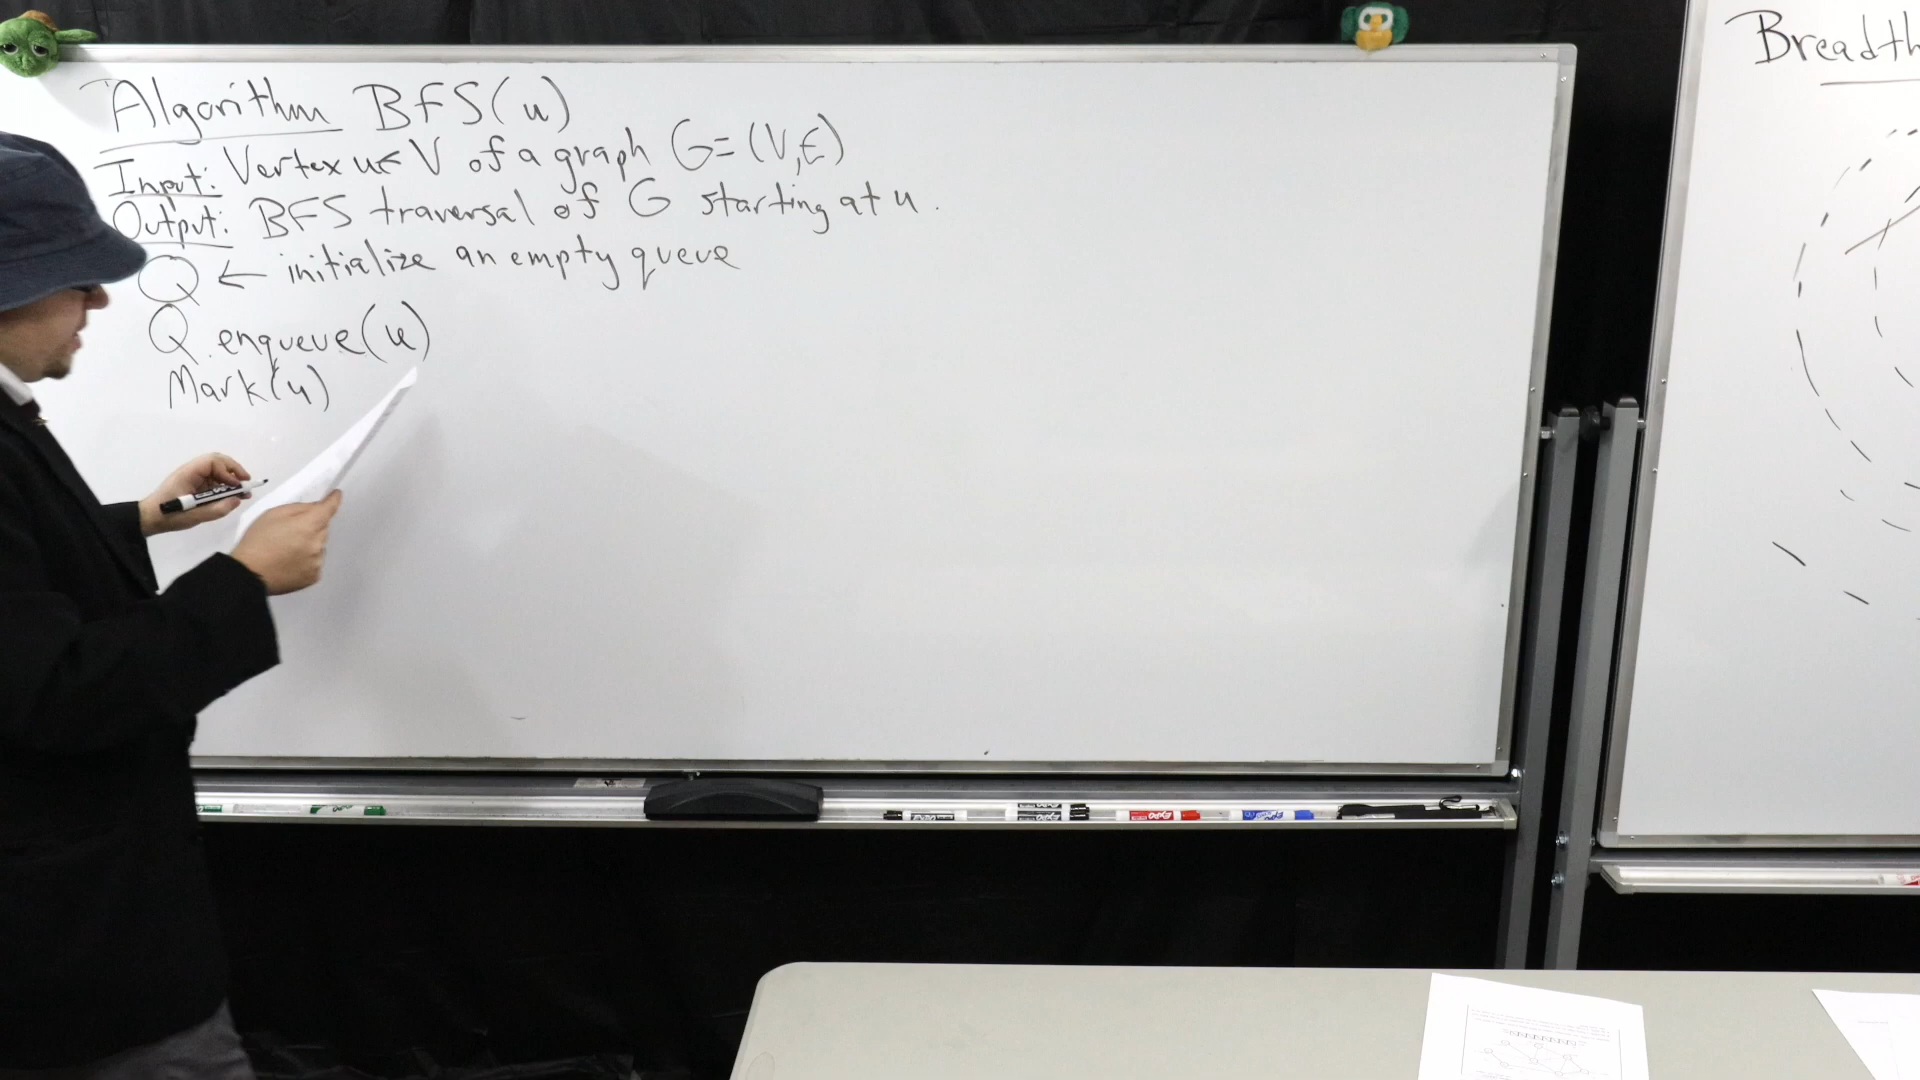 Algorithm BFS(u)
Input: Vertex u∈V of a graph G=(V,E)
Output: BFS traversal of G starting at u.
Q ← initialize an empty queue
Q.enqueue(u)
Mark(u)
Breadth
EXPO